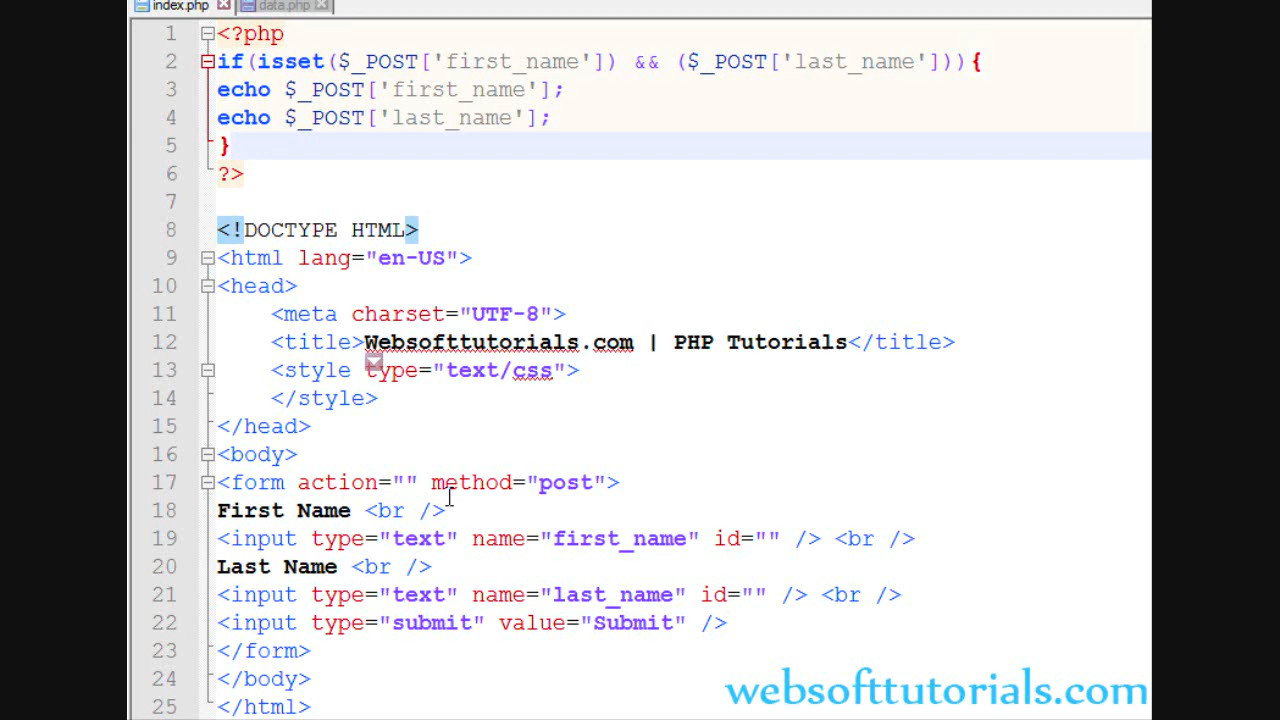 index.php data.php
1 <?php
2 if(isset($_POST['first_name']) && ($_POST['last_name'])){
3 echo $_POST['first_name'];
4 echo $_POST['last_name'];
5 }
6 ?>
7
8 <!DOCTYPE HTML>
9 <html lang="en-US">
10 <head>
11 <meta charset="UTF-8">
12 <title>Websofttutorials.com | PHP Tutorials</title>
13 <style type="text/css">
14 </style>
15 </head>
16 <body>
17 <form action="" method="post">
18 First Name <br />
19 <input type="text" name="first_name" id="" /> <br />
20 Last Name <br />
21 <input type="text" name="last_name" id="" /> <br />
22 <input type="submit" value="Submit" />
23 </form>
24 </body>
25 </html>
websofttutorials.com